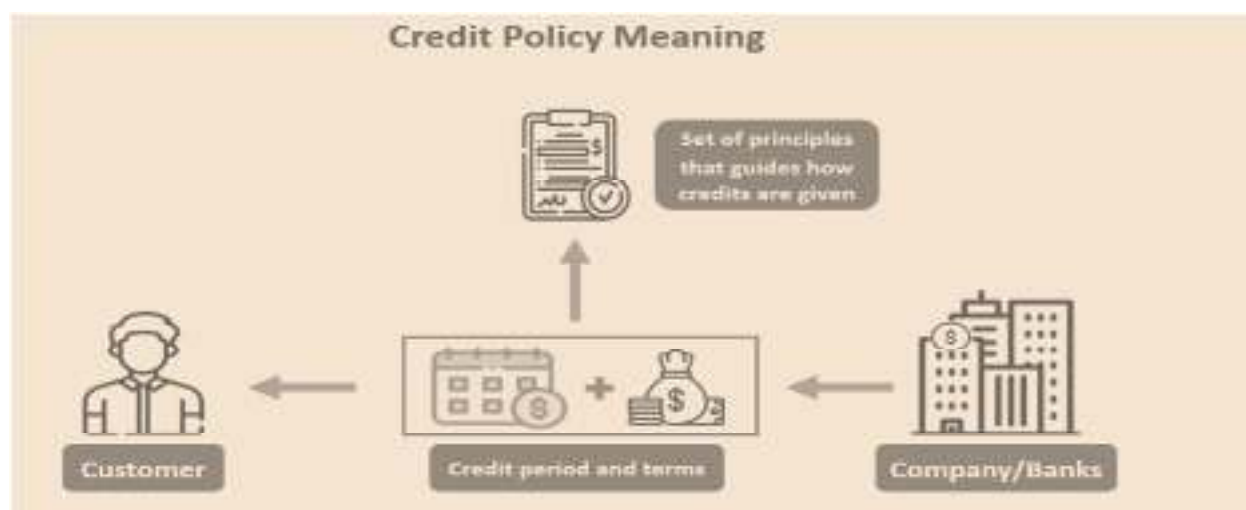 Credit Policy Meaning
$
Set of principles
that guides how
credits are given
$
$
+
$
Customer
Credit period and terms
Company/Banks